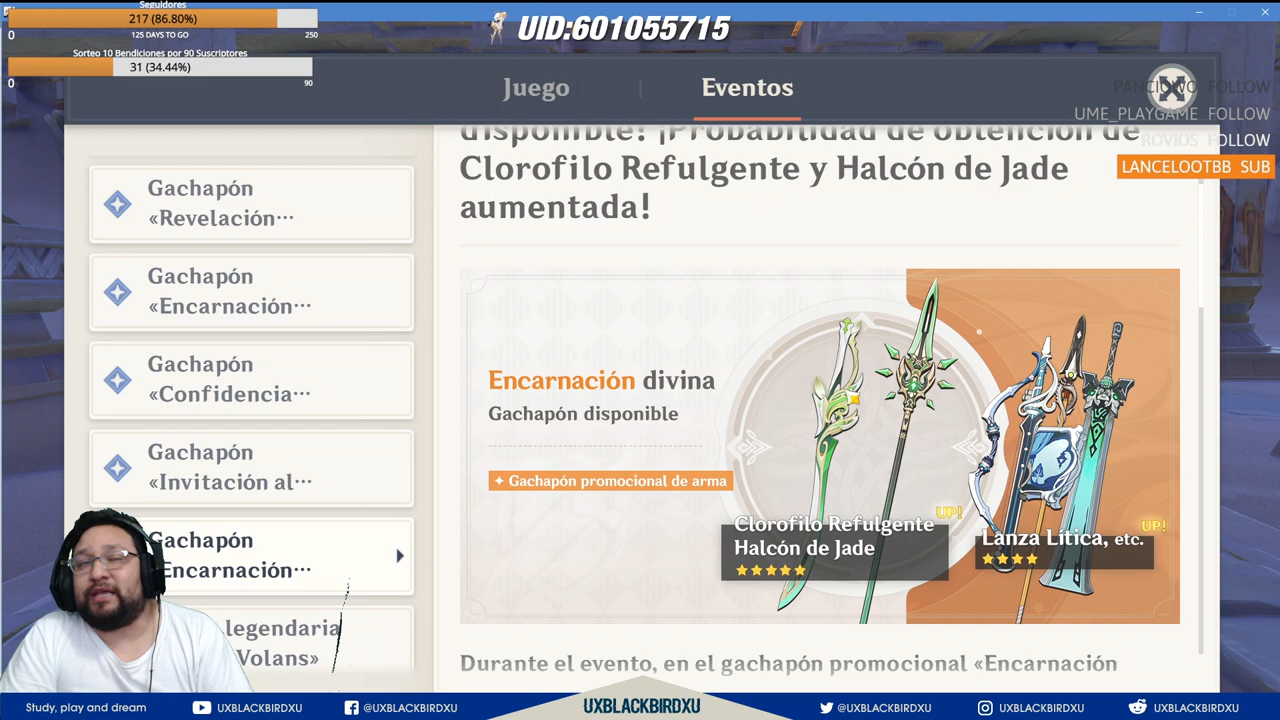 Seguidores
217 (86.80%)
0 125 DAYS TO GO 250
Sorteo 10 Bendiciones por 90 Suscriptores
31 (34.44%)
0 90
UID:601055715
Juego | Eventos
PANCIUWO FOLLOW
UME_PLAYGAME FOLLOW
ROVIOS FOLLOW
LANCELOOTBB SUB
disponible! ¡Probabilidad de obtención de
Clorofilo Refulgente y Halcón de Jade
aumentada!
Gachapón
«Revelación···
Gachapón
«Encarnación···
Gachapón
«Confidencia···
Gachapón
«Invitación al···
Gachapón
Encarnación···
legendaria
Volans»
Encarnación divina
Gachapón disponible
Gachapón promocional de arma
UP!
Clorofilo Refulgente
Halcón de Jade
UP!
Lanza Lítica, etc.
Durante el evento, en el gachapón promocional «Encarnación
Study, play and dream
UXBLACKBIRDXU
@UXBLACKBIRDXU
UXBLACKBIRDXU
@UXBLACKBIRDXU
UXBLACKBIRDXU
UXBLACKBIRDXU